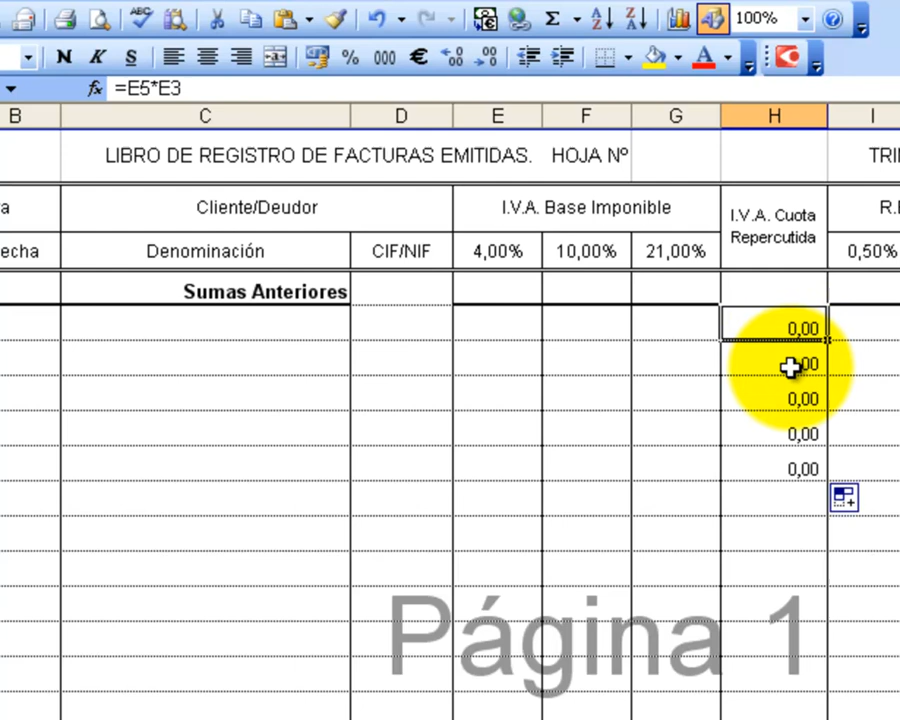 ABC
Σ A Z Z A 100% ?
N K S % 000 €
fx =E5*E3
B C D E F G H I
LIBRO DE REGISTRO DE FACTURAS EMITIDAS. HOJA Nº TRI
a Cliente/Deudor I.V.A. Base Imponible I.V.A. Cuota Repercutida R.E
echa Denominación CIF/NIF 4,00% 10,00% 21,00% 0,50%
Sumas Anteriores
0,00
00
0,00
0,00
0,00
Página 1